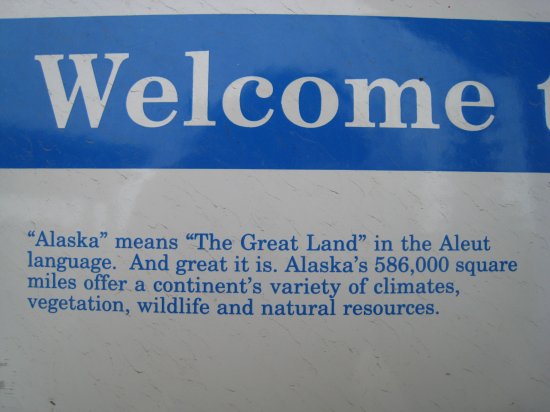 Welcome t
“Alaska” means “The Great Land” in the Aleut
language. And great it is. Alaska’s 586,000 square
miles offer a continent’s variety of climates,
vegetation, wildlife and natural resources.